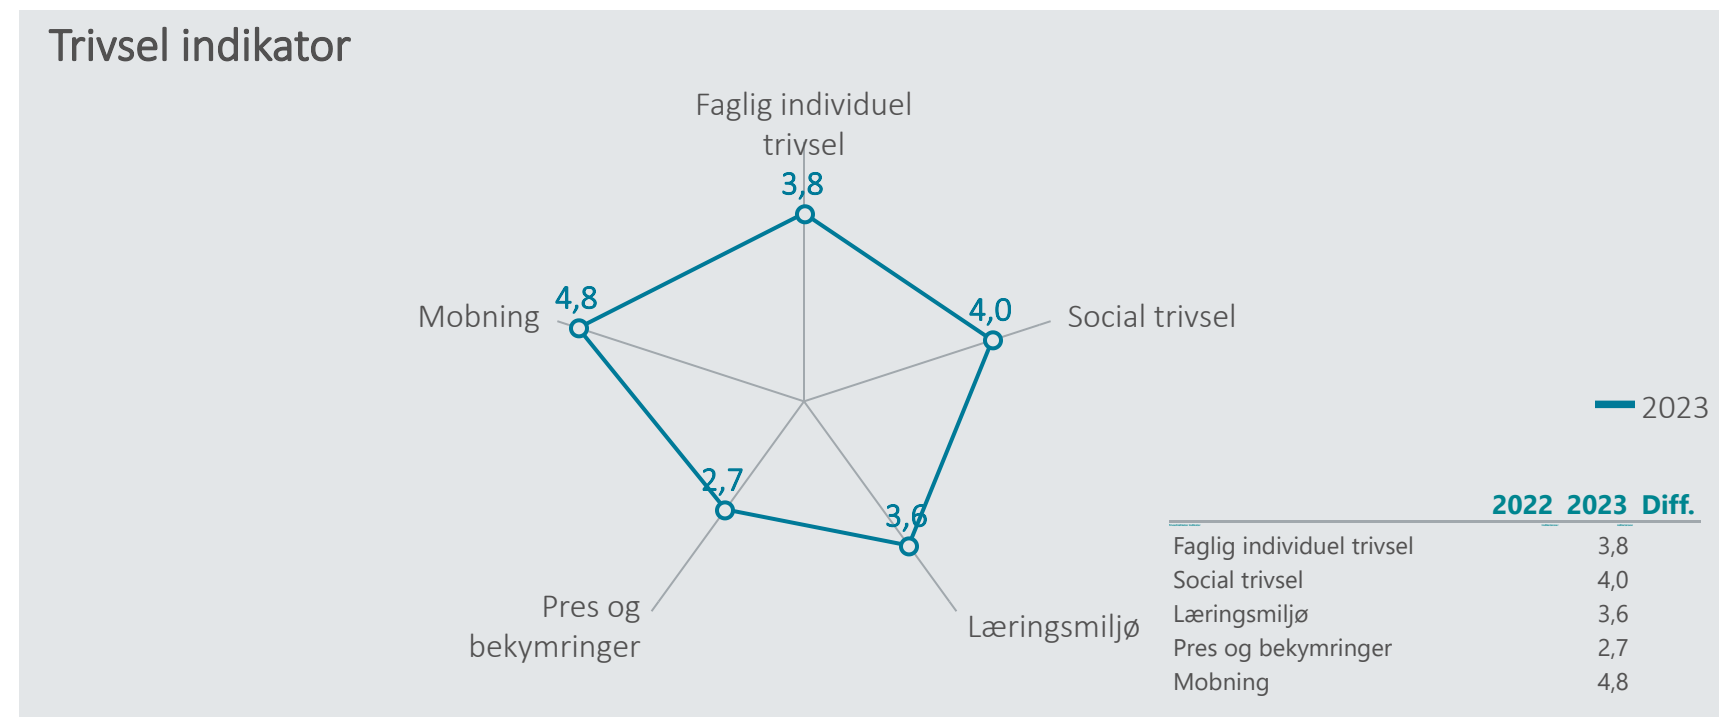 Trivsel indikator
Faglig individuel
trivsel
3,8
4,8
Mobning
4,0
Social trivsel
2023
2,7
3,6
Pres og
bekymringer
Læringsmiljø
2022 2023 Diff.
Faglig individuel trivsel 3,8
Social trivsel 4,0
Læringsmiljø 3,6
Pres og bekymringer 2,7
Mobning 4,8